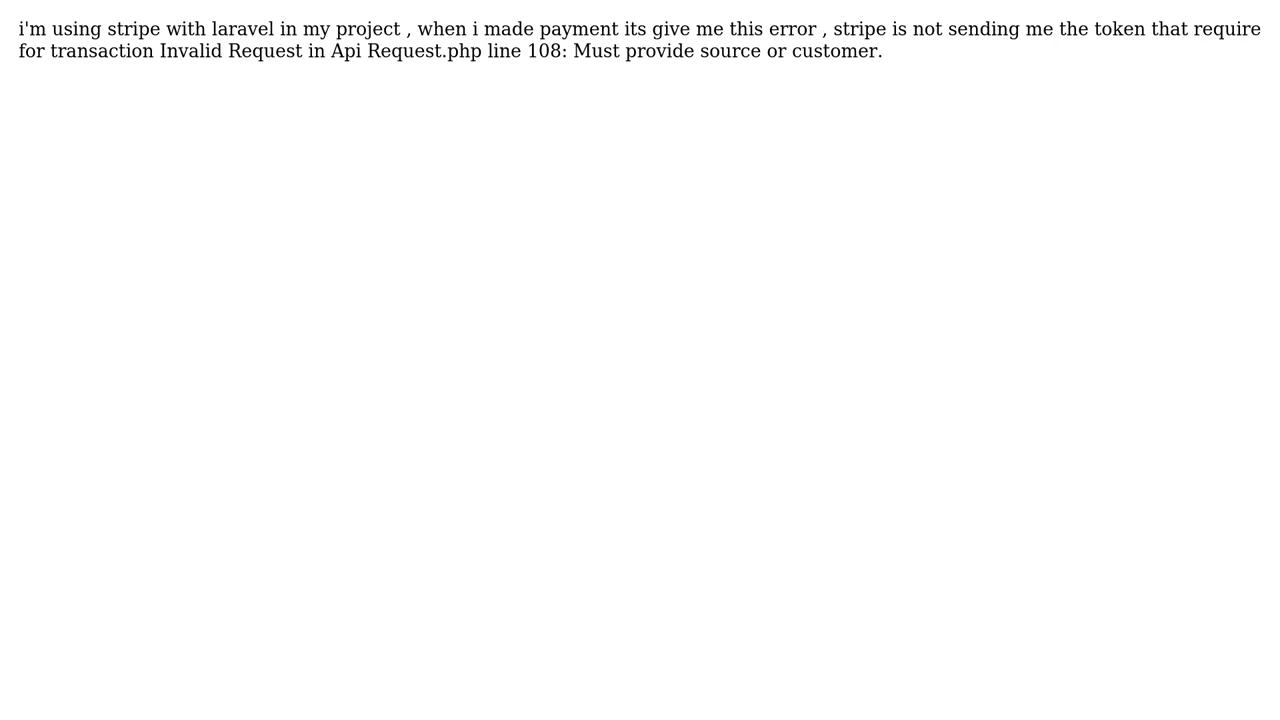 i'm using stripe with laravel in my project , when i made payment its give me this error , stripe is not sending me the token that require
for transaction Invalid Request in Api Request.php line 108: Must provide source or customer.